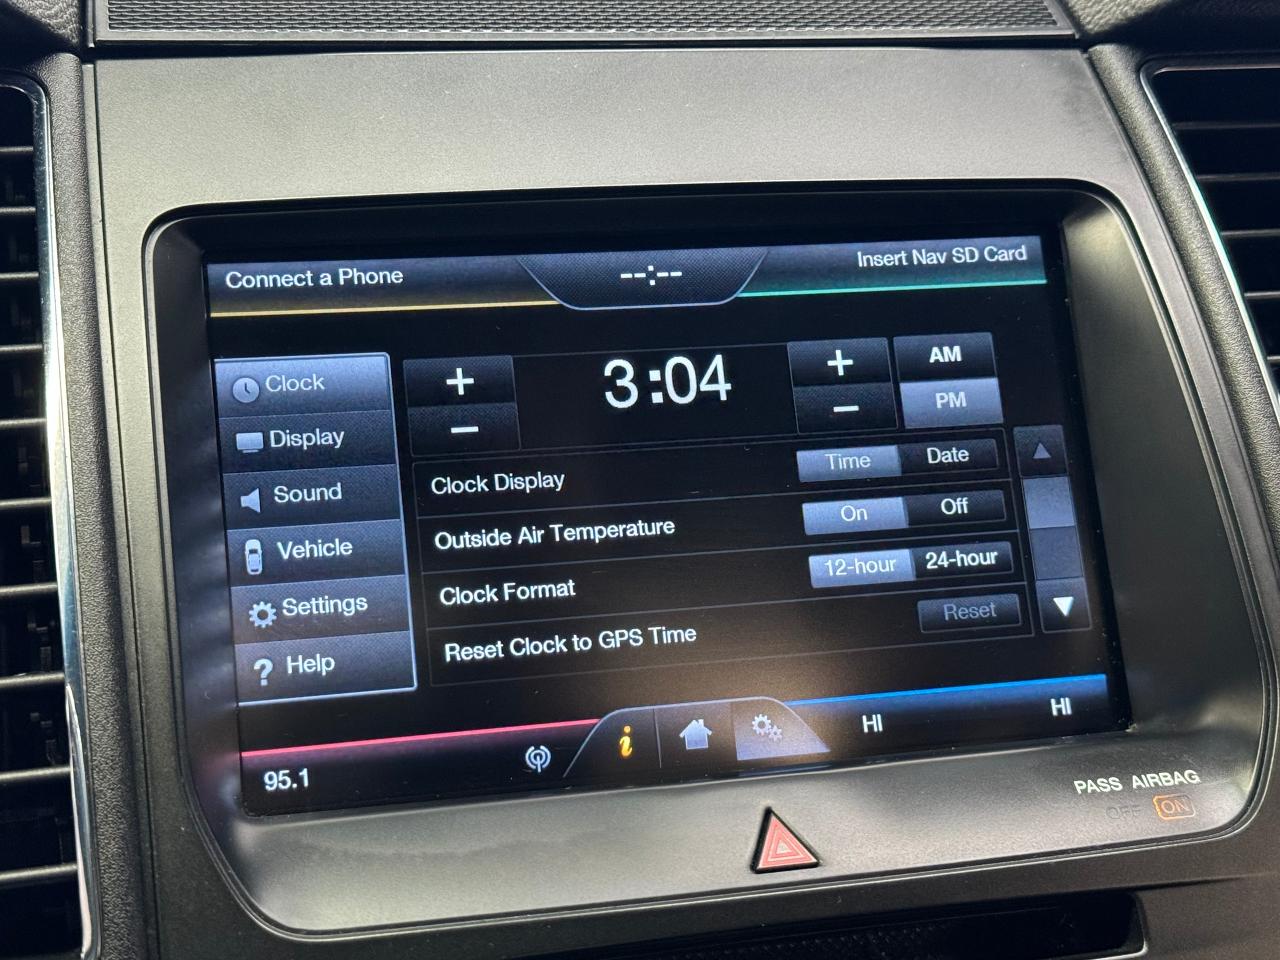 Connect a Phone
--:--
Insert Nav SD Card
Clock
+
3:04
+
AM
Display
−
−
PM
Sound
Clock Display
Time
Date
Vehicle
Outside Air Temperature
On
Off
Settings
Clock Format
12-hour
24-hour
Help
?
Reset Clock to GPS Time
Reset
95.1
i
HI
HI
PASS AIRBAG
OFF ON